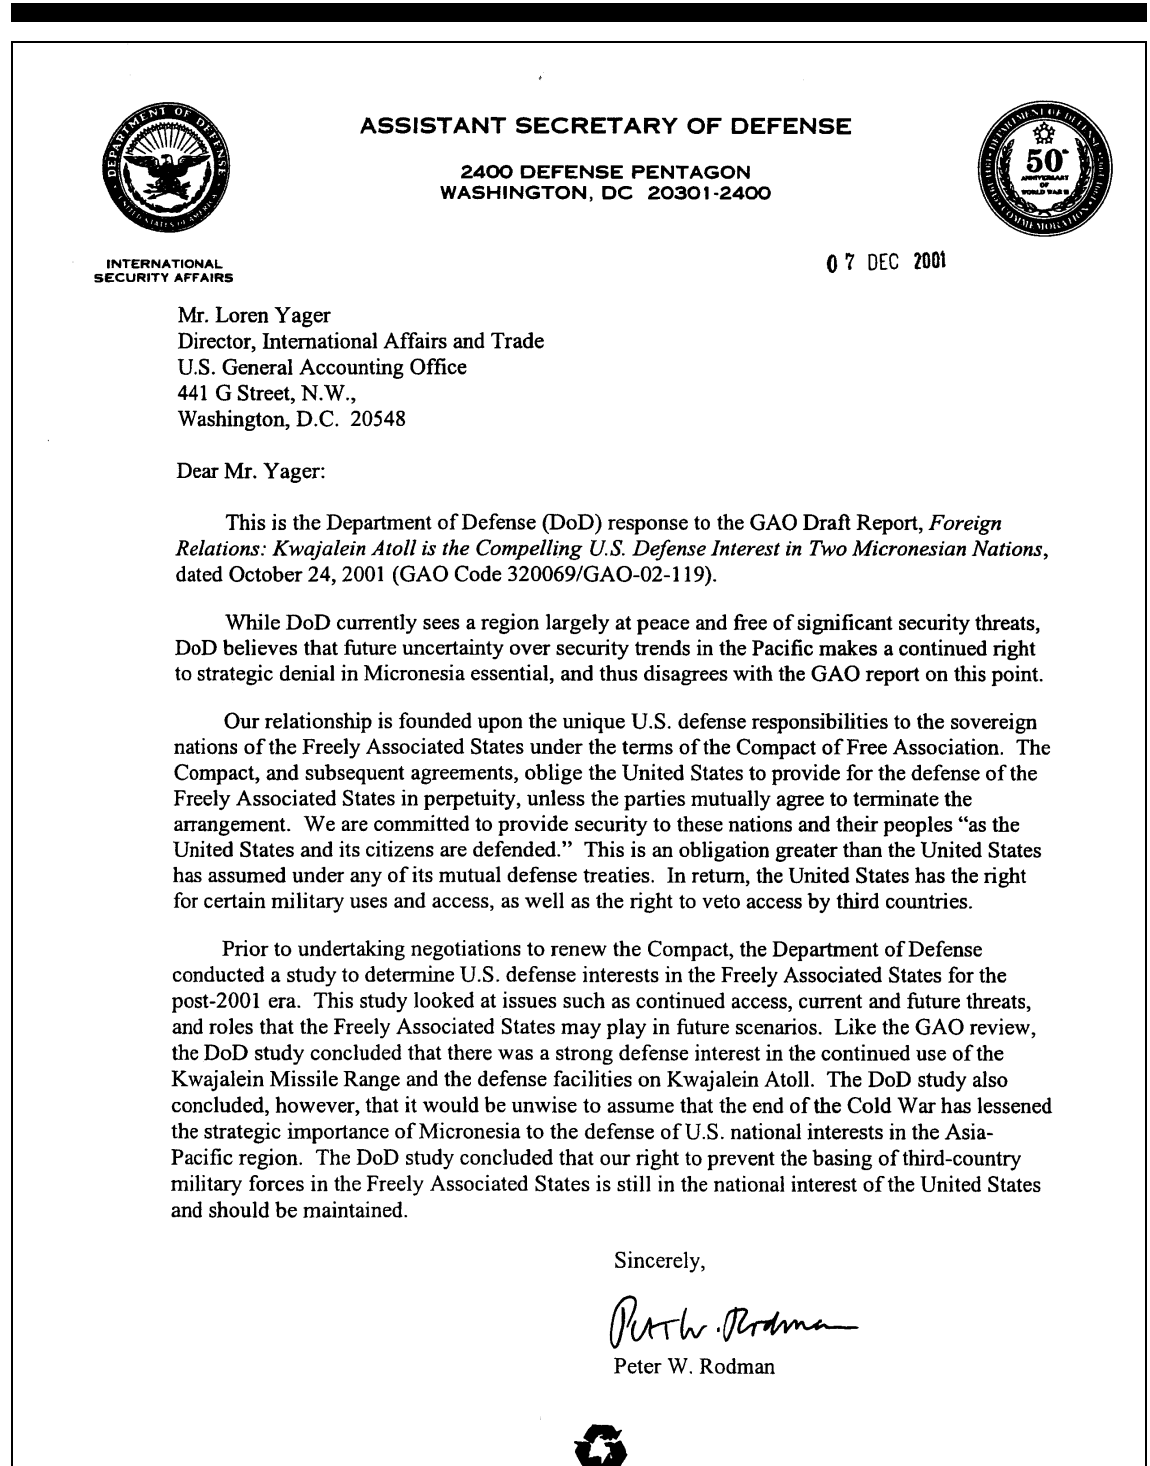 DEPARTMENT OF DEFENSE
UNITED STATES OF AMERICA
ASSISTANT SECRETARY OF DEFENSE
2400 DEFENSE PENTAGON
WASHINGTON, DC 20301-2400
50
ANNIVERSARY
OF
WORLD WAR II
COMMEMORATION
INTERNATIONAL
SECURITY AFFAIRS
07 DEC 2001
Mr. Loren Yager
Director, International Affairs and Trade
U.S. General Accounting Office
441 G Street, N.W.,
Washington, D.C. 20548
Dear Mr. Yager:
This is the Department of Defense (DoD) response to the GAO Draft Report, Foreign
Relations: Kwajalein Atoll is the Compelling U.S. Defense Interest in Two Micronesian Nations,
dated October 24, 2001 (GAO Code 320069/GAO-02-119).
While DoD currently sees a region largely at peace and free of significant security threats,
DoD believes that future uncertainty over security trends in the Pacific makes a continued right
to strategic denial in Micronesia essential, and thus disagrees with the GAO report on this point.
Our relationship is founded upon the unique U.S. defense responsibilities to the sovereign
nations of the Freely Associated States under the terms of the Compact of Free Association. The
Compact, and subsequent agreements, oblige the United States to provide for the defense of the
Freely Associated States in perpetuity, unless the parties mutually agree to terminate the
arrangement. We are committed to provide security to these nations and their peoples “as the
United States and its citizens are defended.” This is an obligation greater than the United States
has assumed under any of its mutual defense treaties. In return, the United States has the right
for certain military uses and access, as well as the right to veto access by third countries.
Prior to undertaking negotiations to renew the Compact, the Department of Defense
conducted a study to determine U.S. defense interests in the Freely Associated States for the
post-2001 era. This study looked at issues such as continued access, current and future threats,
and roles that the Freely Associated States may play in future scenarios. Like the GAO review,
the DoD study concluded that there was a strong defense interest in the continued use of the
Kwajalein Missile Range and the defense facilities on Kwajalein Atoll. The DoD study also
concluded, however, that it would be unwise to assume that the end of the Cold War has lessened
the strategic importance of Micronesia to the defense of U.S. national interests in the Asia-
Pacific region. The DoD study concluded that our right to prevent the basing of third-country
military forces in the Freely Associated States is still in the national interest of the United States
and should be maintained.
Sincerely,
Peter W. Rodman
Peter W. Rodman